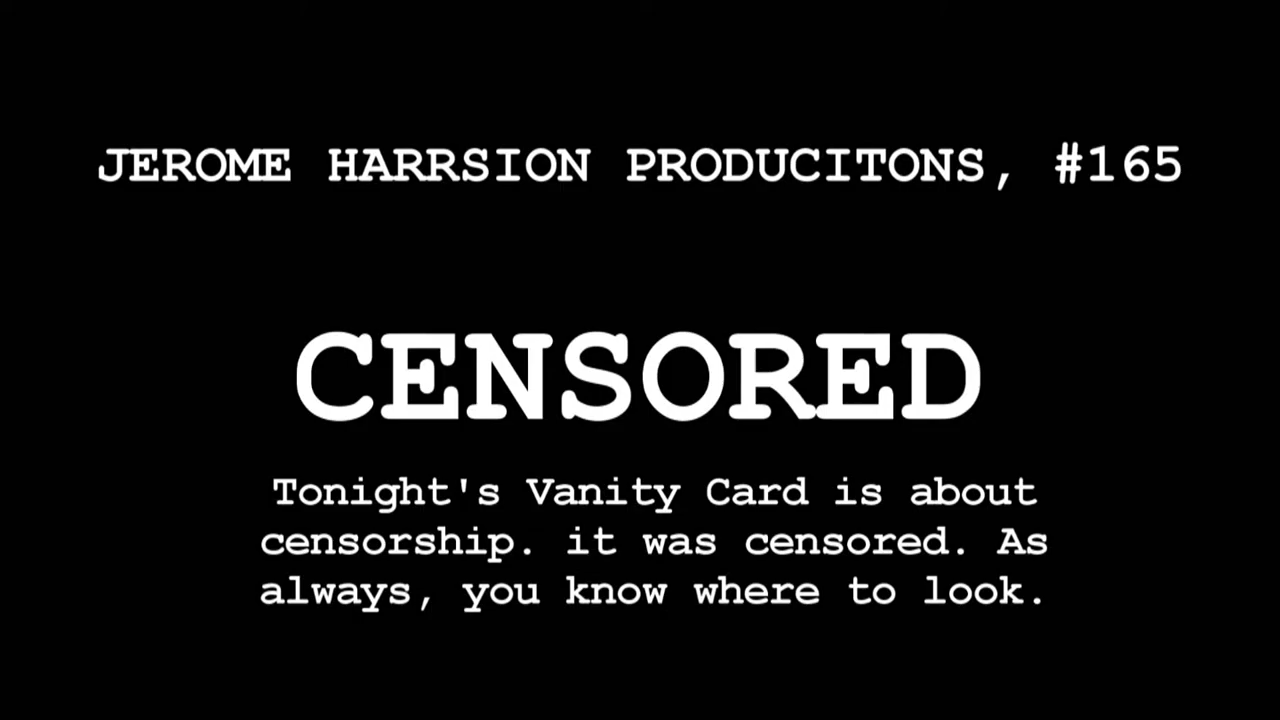 JEROME HARRSION PRODUCITONS, #165
CENSORED
Tonight's Vanity Card is about
censorship. it was censored. As
always, you know where to look.